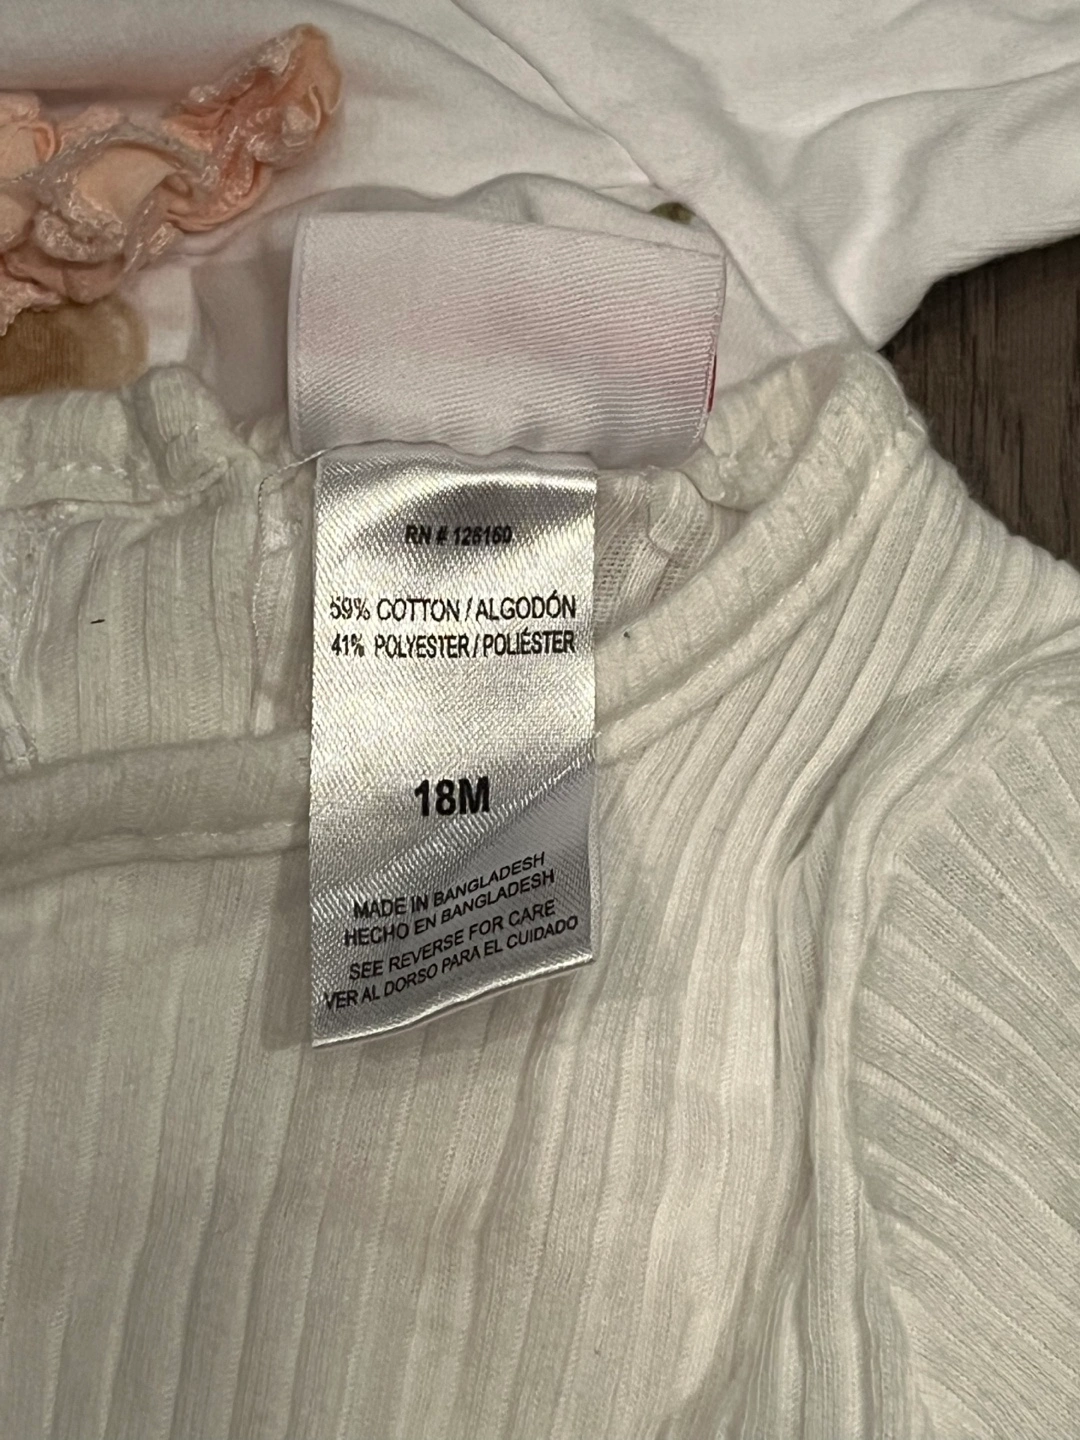 RN # 126160
59% COTTON / ALGODÓN
41% POLYESTER / POLIÉSTER
18M
MADE IN BANGLADESH
HECHO EN BANGLADESH
SEE REVERSE FOR CARE
VER AL DORSO PARA EL CUIDADO